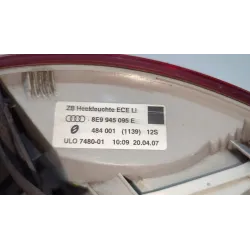 ZB Heckleuchte ECE LI
8E9 945 095 E
484 001 (1139) 12S
ULO 7480-01 10:09 20.04.07